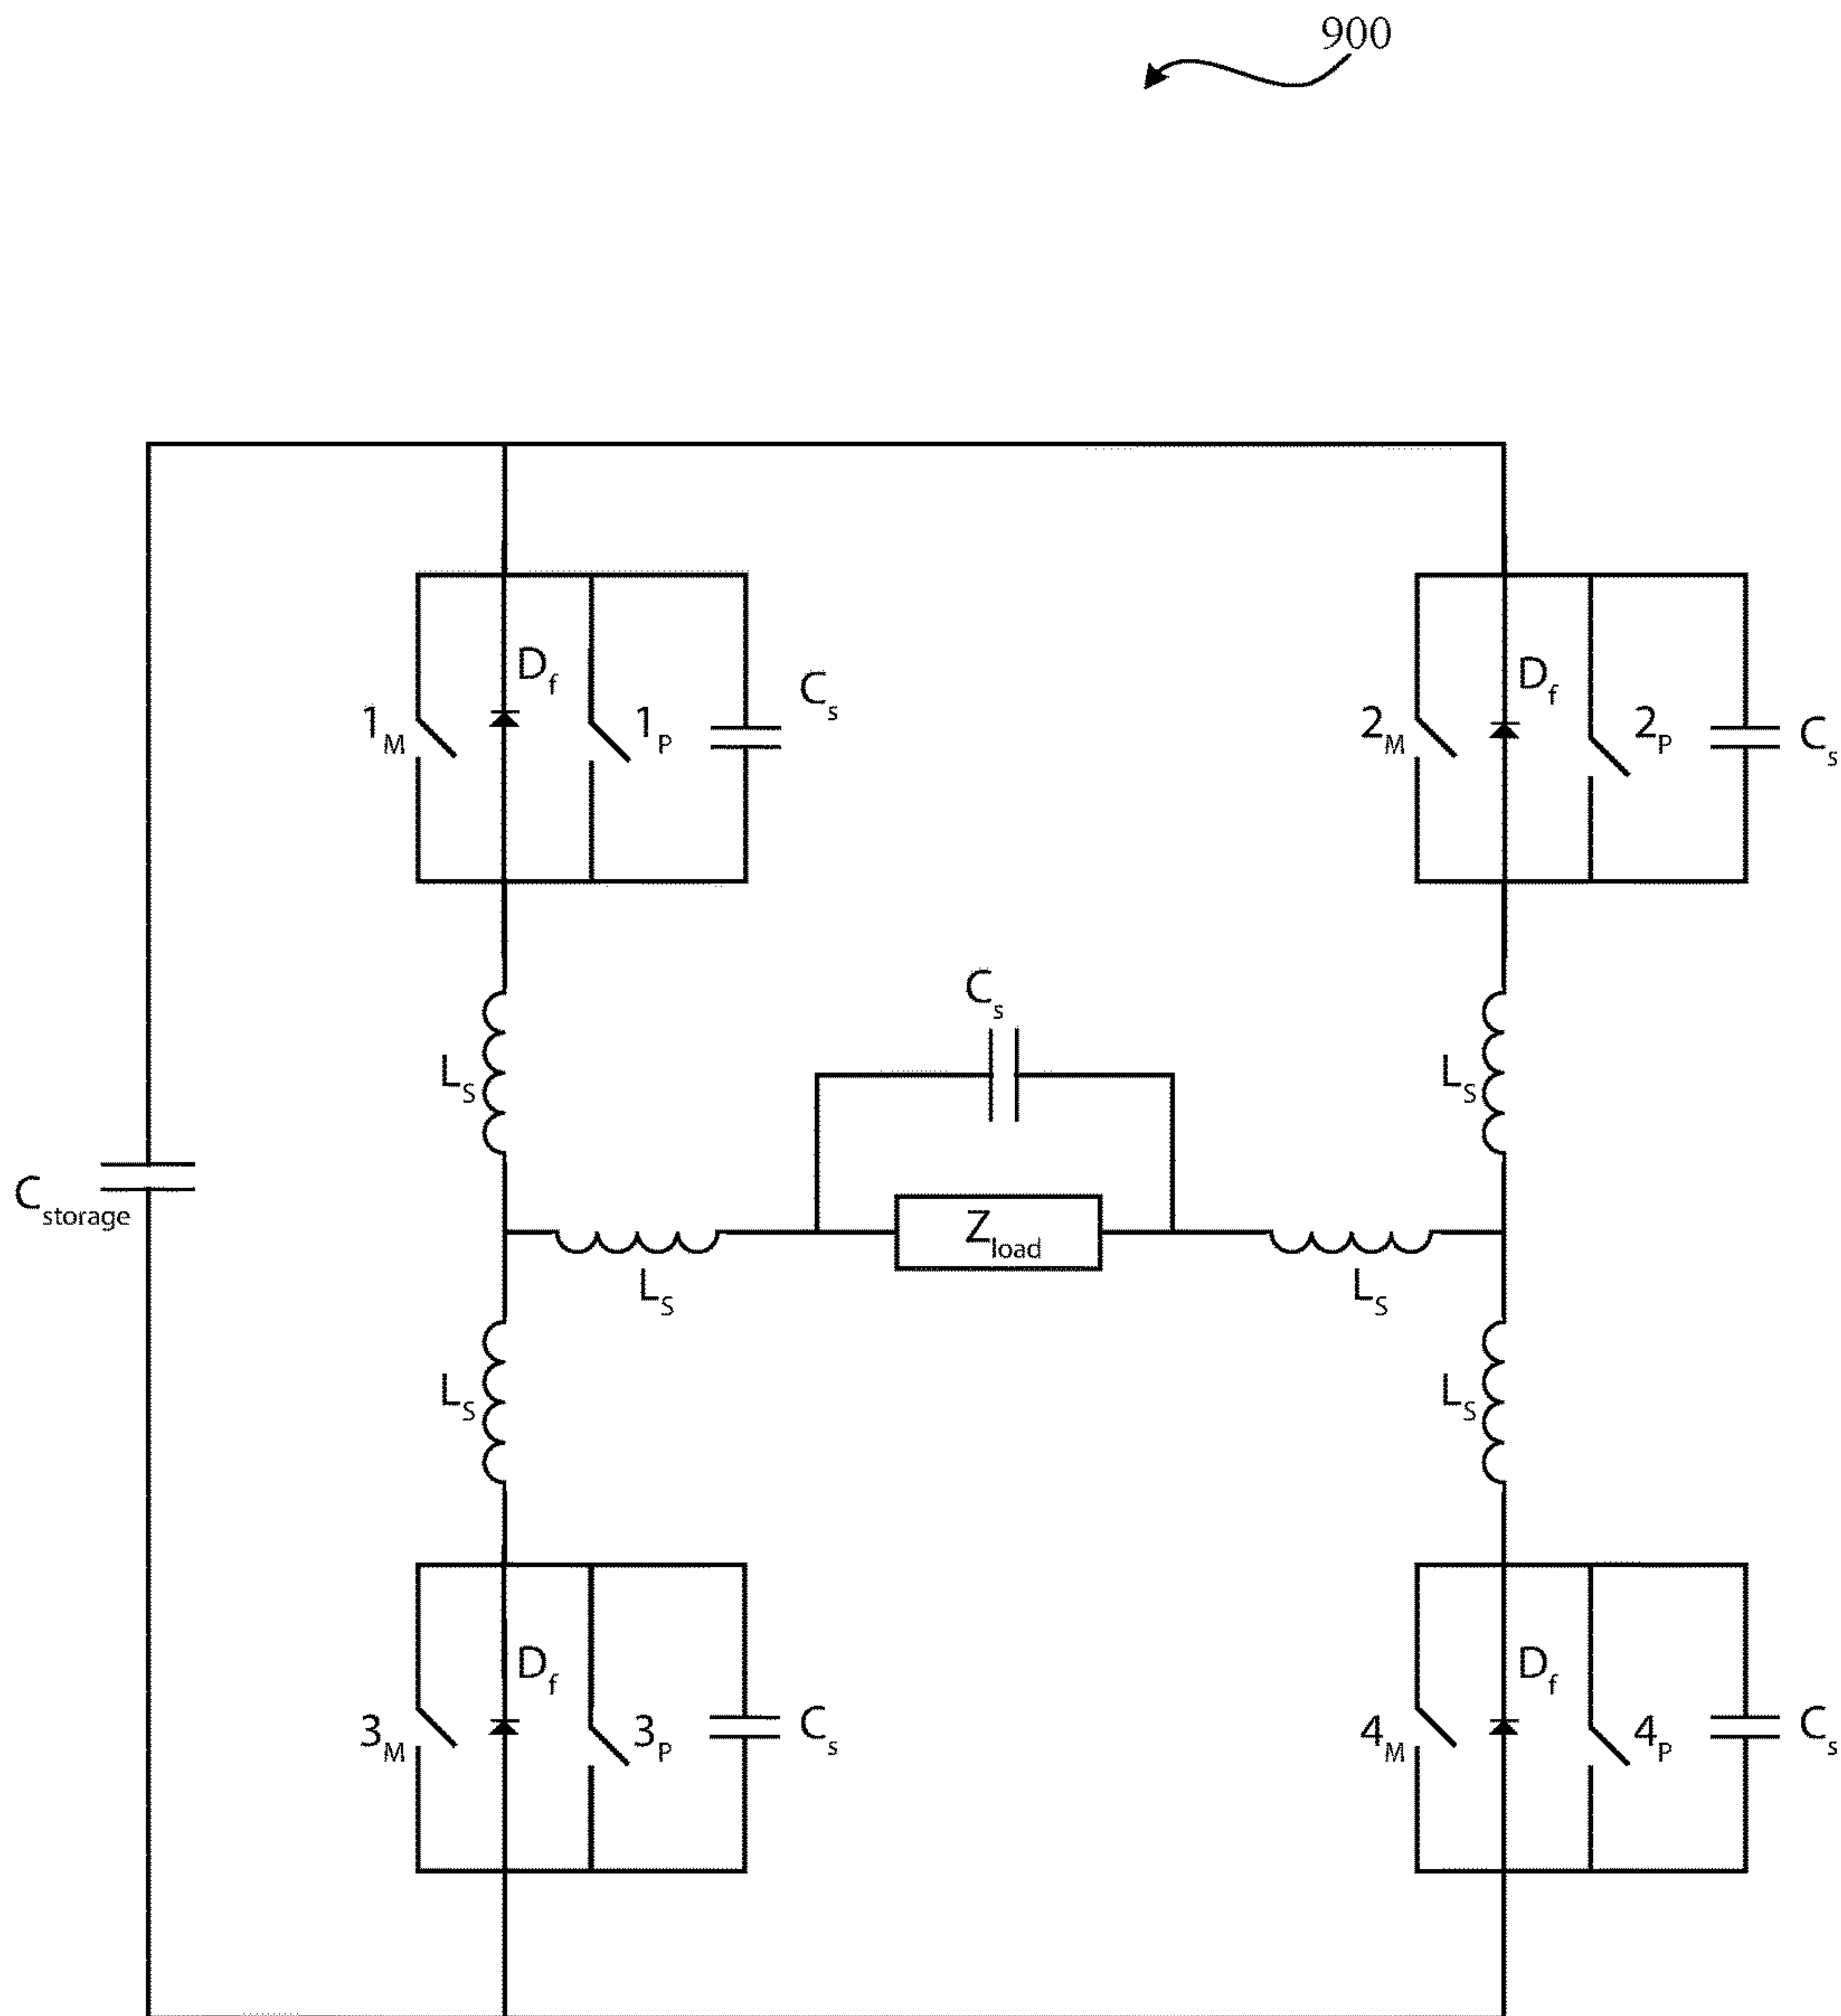 900
D_f
C_s
1_M
1_P
D_f
2_M
2_P
C_s
C_s
L_S
L_S
C_storage
Z_load
L_S
L_S
L_S
L_S
D_f
C_s
3_M
3_P
D_f
C_s
4_M
4_P